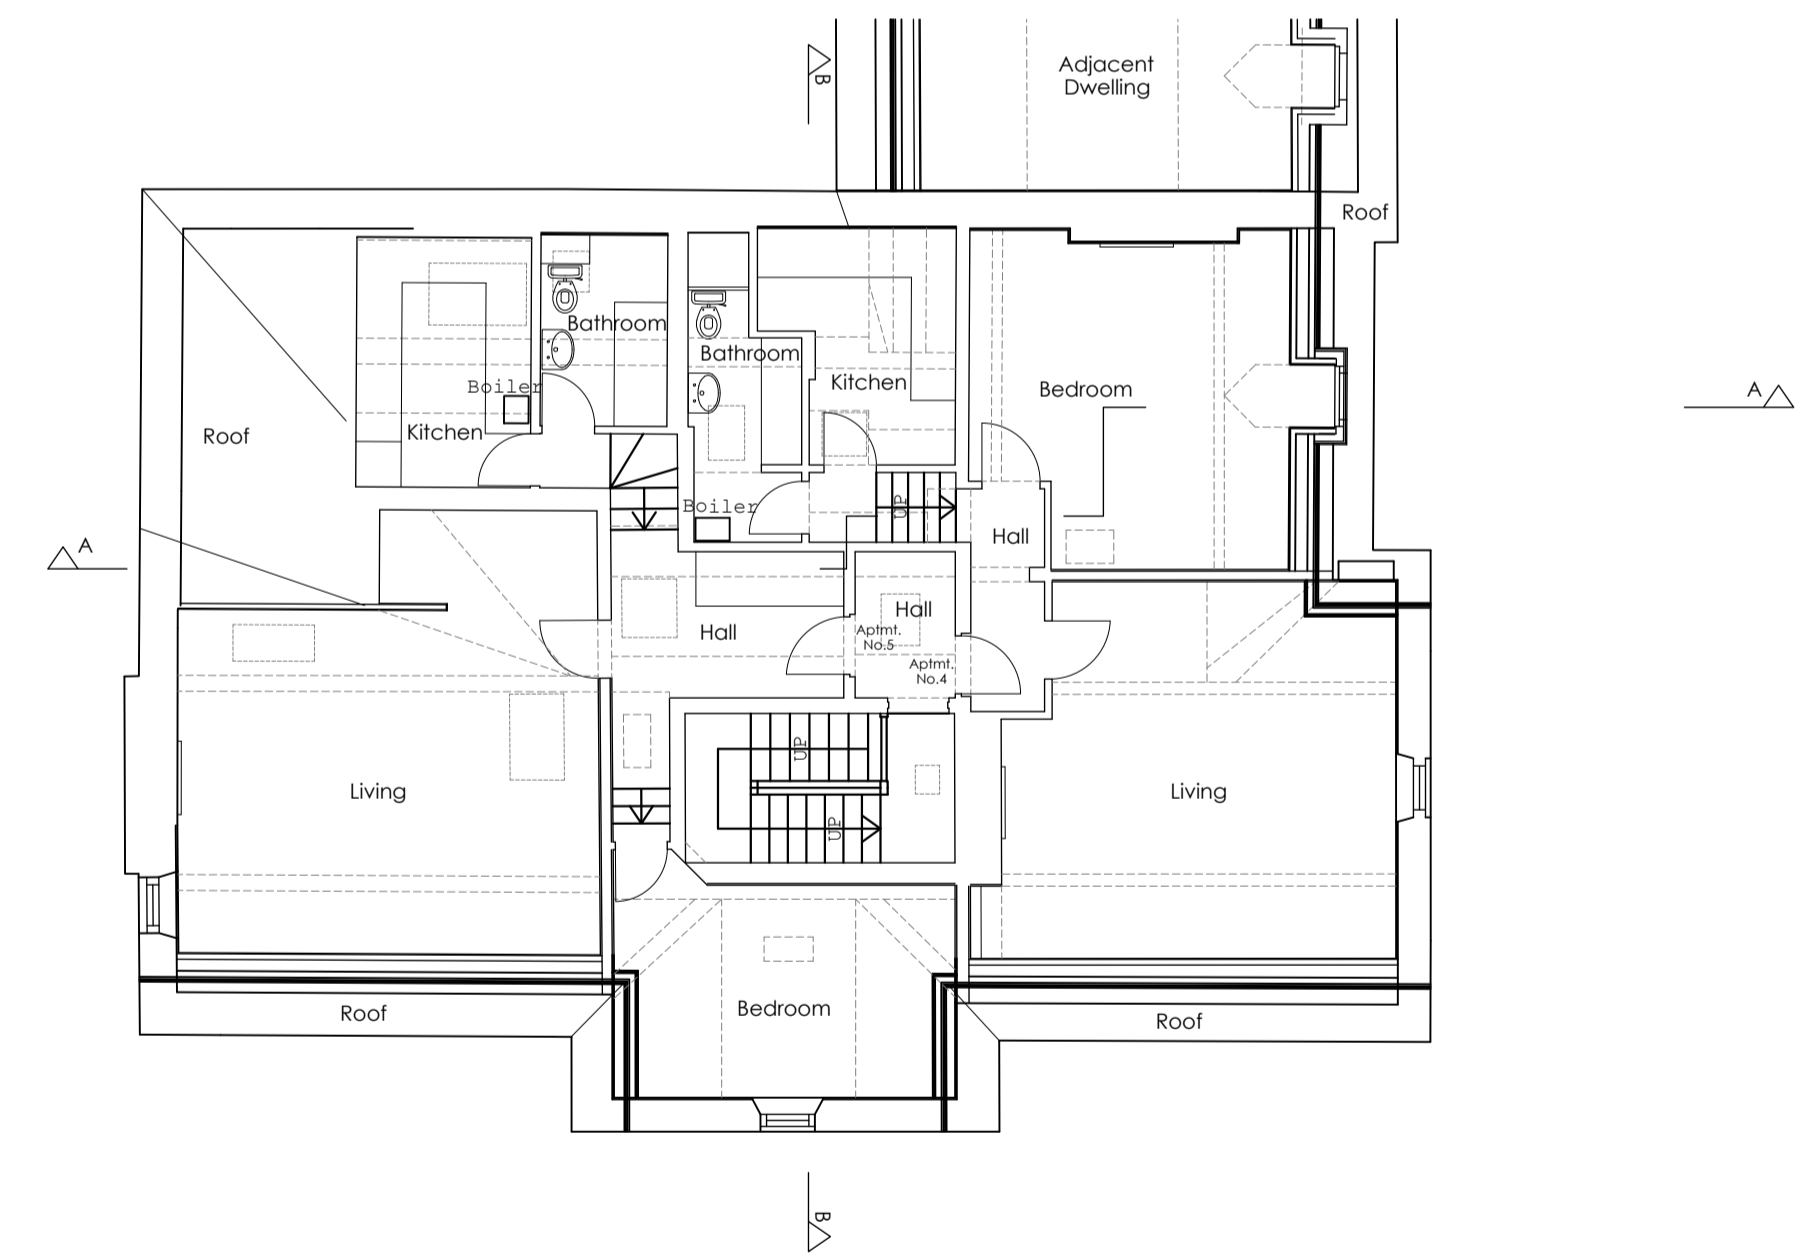 B
Adjacent
Dwelling
Roof
Bathroom
Bathroom
Kitchen
Boiler
Bedroom
A
Kitchen
Roof
Boiler
UP
Hall
A
Hall
Hall
Aptmt.
No.5
Aptmt.
No.4
UP
Living
Living
UP
Roof
Bedroom
Roof
B